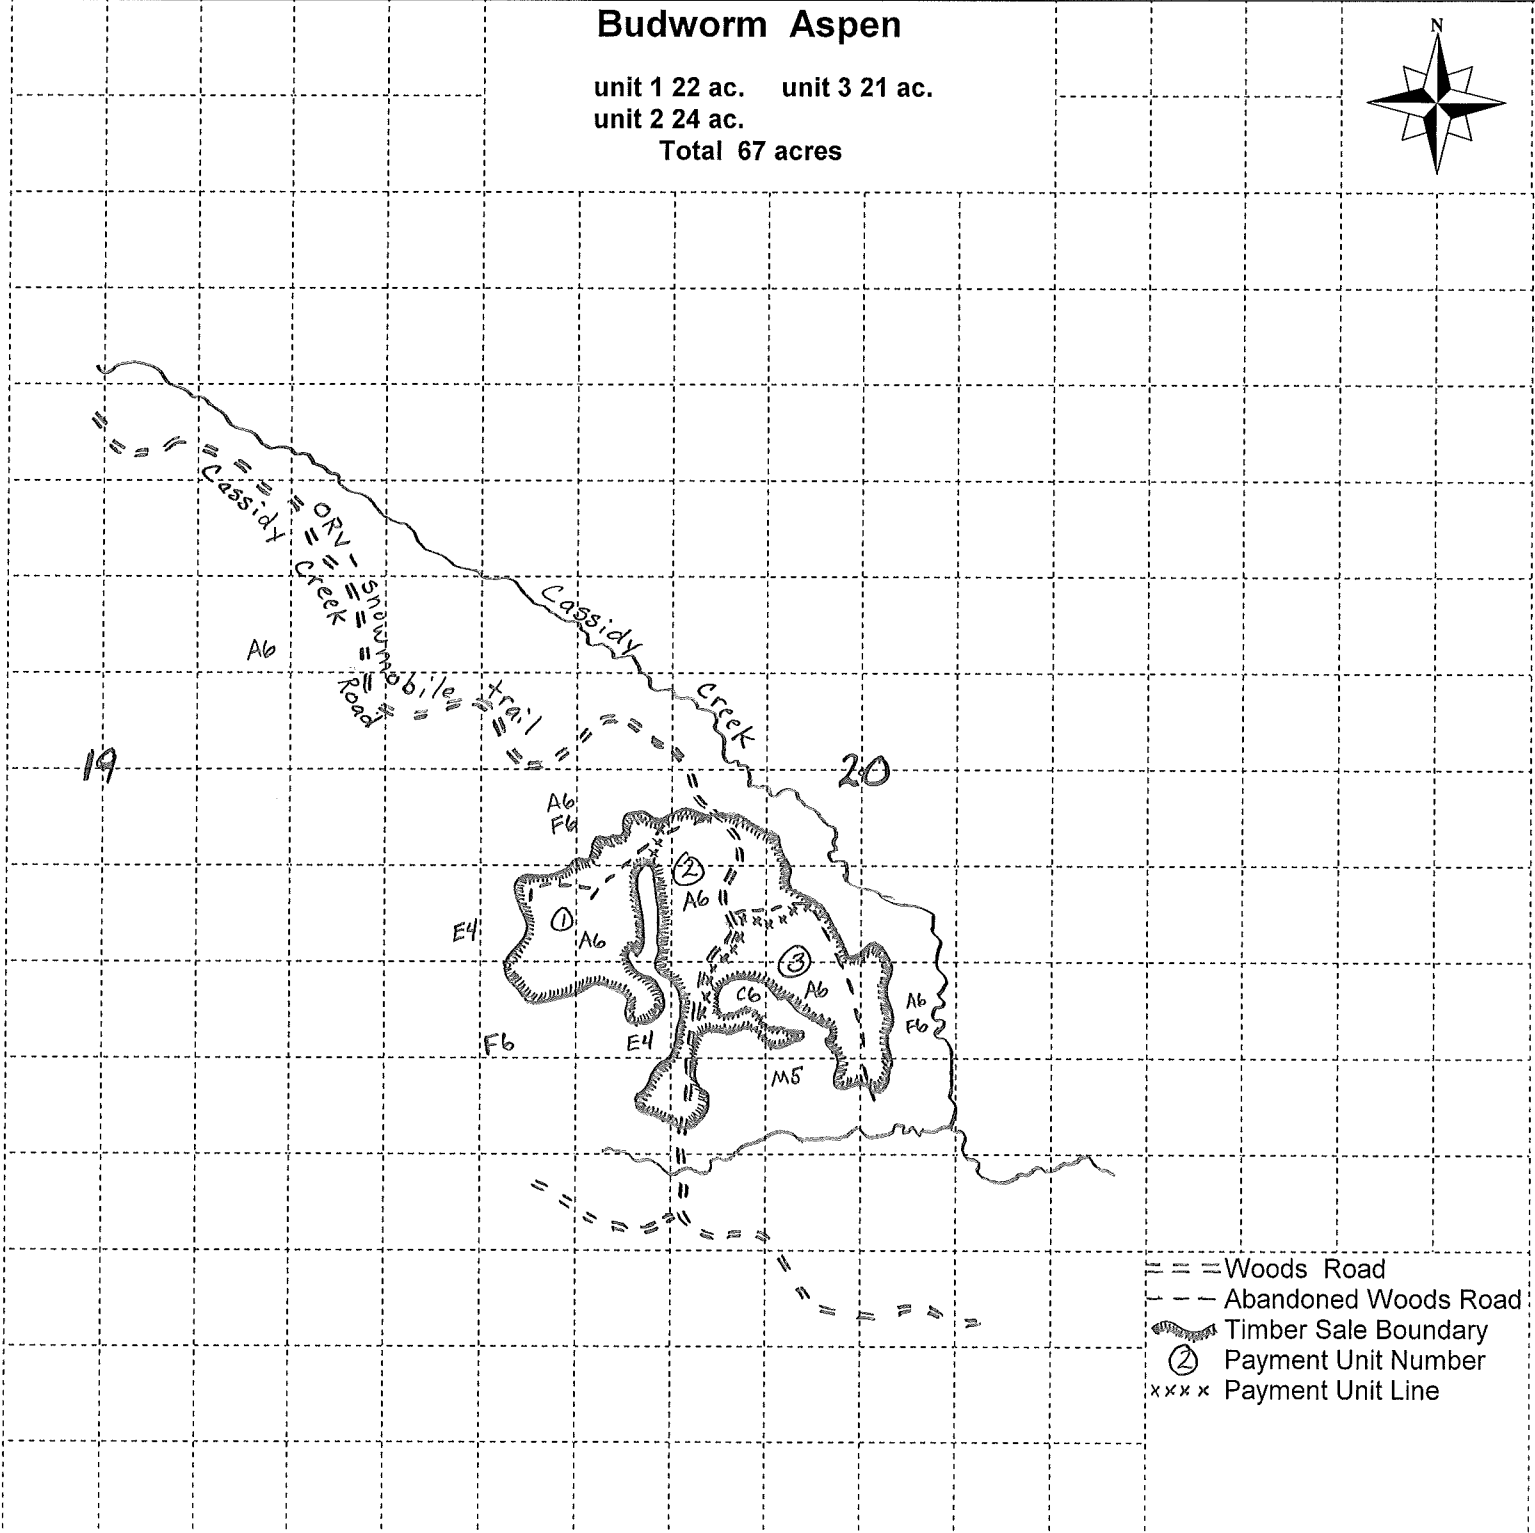 Budworm Aspen
N
unit 1 22 ac. unit 3 21 ac.
unit 2 24 ac.
Total 67 acres
Cassidy Creek Road
ORV - snowmobile trail
Cassidy Creek
A6
19
20
A6
F6
2
A6
E4
1
A6
3
A6
C6
A6
F6
F6
E4
M5
Woods Road
Abandoned Woods Road
Timber Sale Boundary
2 Payment Unit Number
xxxx Payment Unit Line